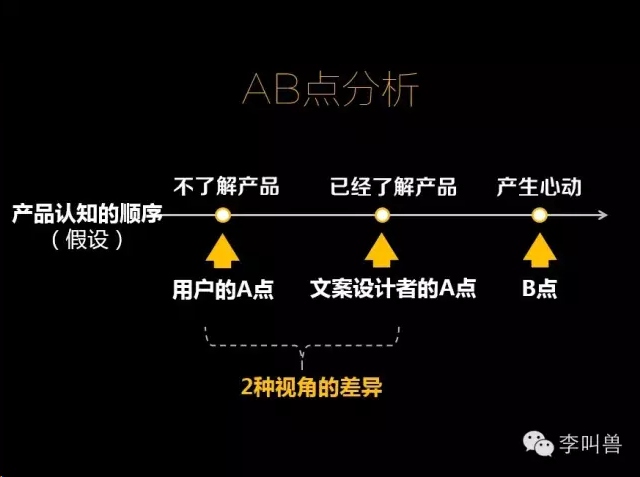 AB点分析
不了解产品
已经了解产品
产生心动
产品认知的顺序
（假设）
用户的A点
文案设计者的A点
B点
2种视角的差异
李叫兽